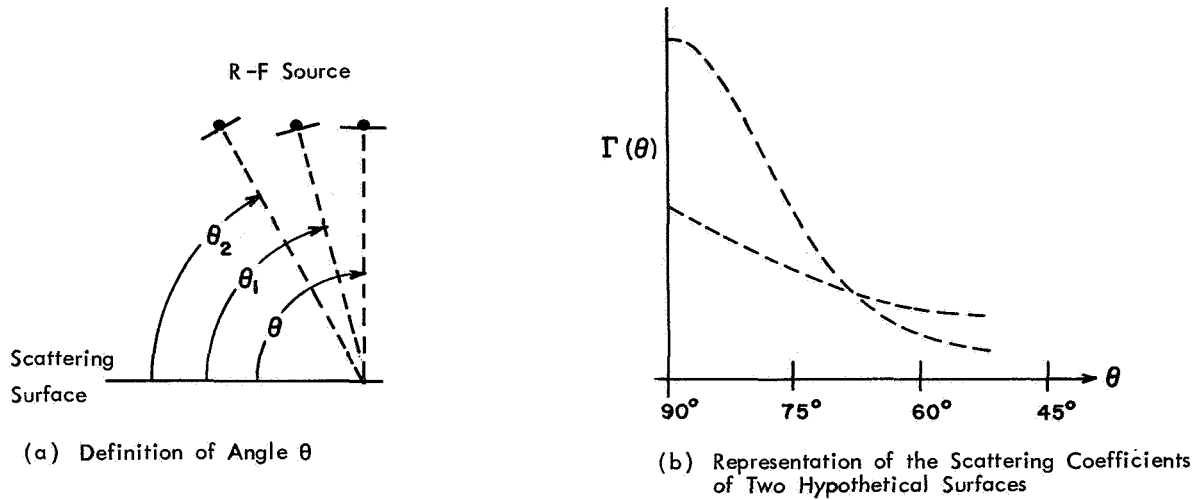 R-F Source
θ₂
θ₁
θ
Scattering
Surface
(a) Definition of Angle θ
Γ(θ)
θ
90° 75° 60° 45°
(b) Representation of the Scattering Coefficients
of Two Hypothetical Surfaces